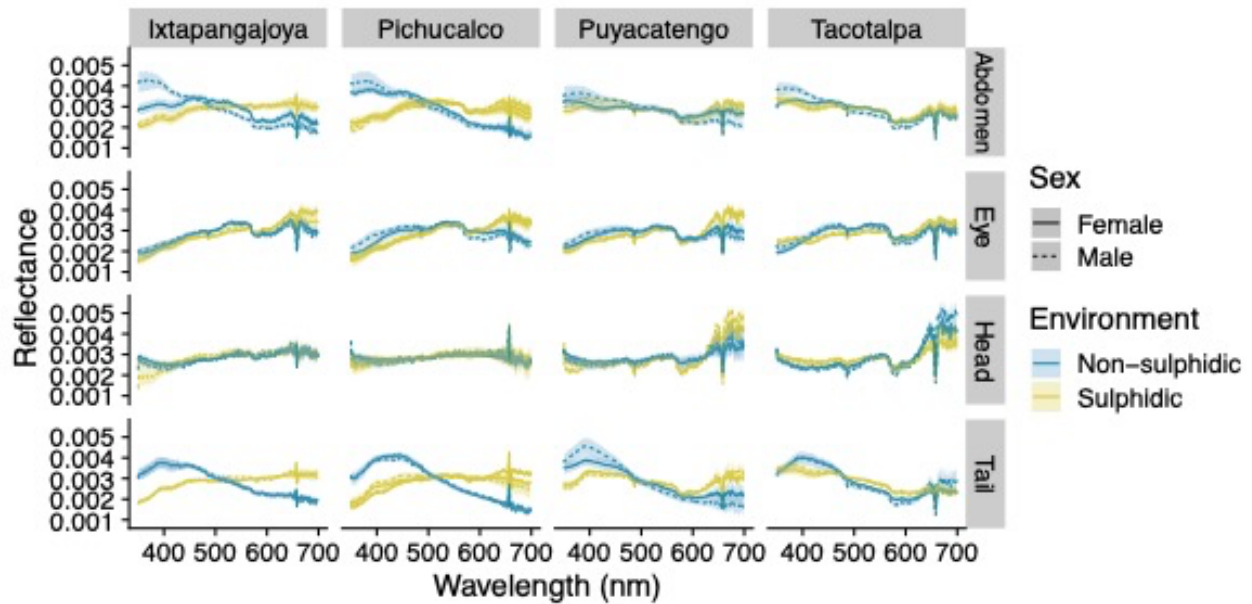 Ixtapangajoya Pichucalco Puyacatengo Tacotalpa
0.005
0.004
0.003
0.002
0.001
Abdomen
0.005
0.004
0.003
0.002
0.001
Eye
0.005
0.004
0.003
0.002
0.001
Head
0.005
0.004
0.003
0.002
0.001
Tail
400 500 600 700 400 500 600 700 400 500 600 700 400 500 600 700
Wavelength (nm)
Reflectance
Sex
Female
Male
Environment
Non-sulphidic
Sulphidic